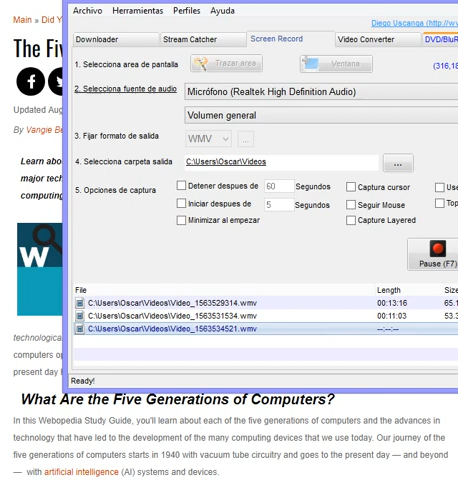 Archivo Herramientas Perfiles Ayuda
Main » Did Y
Diego Uscanga (http://w
Downloader Stream Catcher Screen Record Video Converter DVD/BluR
The Fi
1. Selecciona area de pantalla Trazar area Ventana (316,18
2. Selecciona fuente de audio Micrófono (Realtek High Definition Audio)
Volumen general
Updated Aug
By Vangie Be
3. Fijar formato de salida WMV ...
Learn abo
4. Selecciona carpeta salida C:\Users\Oscar\Videos ...
major tech
computing
5. Opciones de captura Detener despues de 60 Segundos Captura cursor Use
Iniciar despues de 5 Segundos Seguir Mouse Top
Minimizar al empezar Capture Layered
W
Pause (F7)
File Length Size
C:\Users\Oscar\Videos\Video_1563529314.wmv 00:13:16 65.1
C:\Users\Oscar\Videos\Video_1563531534.wmv 00:11:03 53.3
C:\Users\Oscar\Videos\Video_1563534521.wmv --:--:--
technologica
computers op
present day
Ready!
What Are the Five Generations of Computers?
In this Webopedia Study Guide, you'll learn about each of the five generations of computers and the advances in
technology that have led to the development of the many computing devices that we use today. Our journey of the
five generations of computers starts in 1940 with vacuum tube circuitry and goes to the present day — and beyond
— with artificial intelligence (AI) systems and devices.